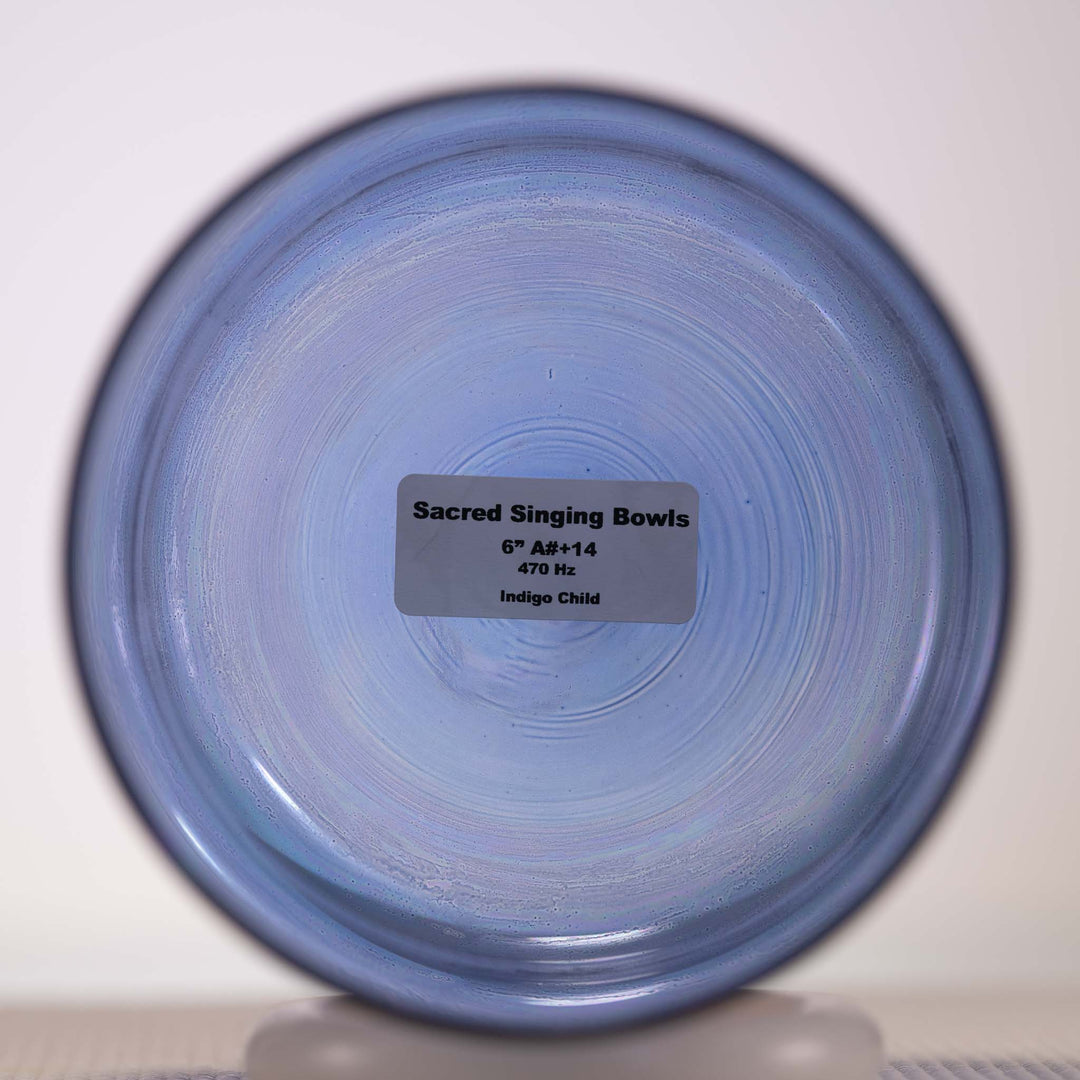 Sacred Singing Bowls
6” A#+14
470 Hz
Indigo Child